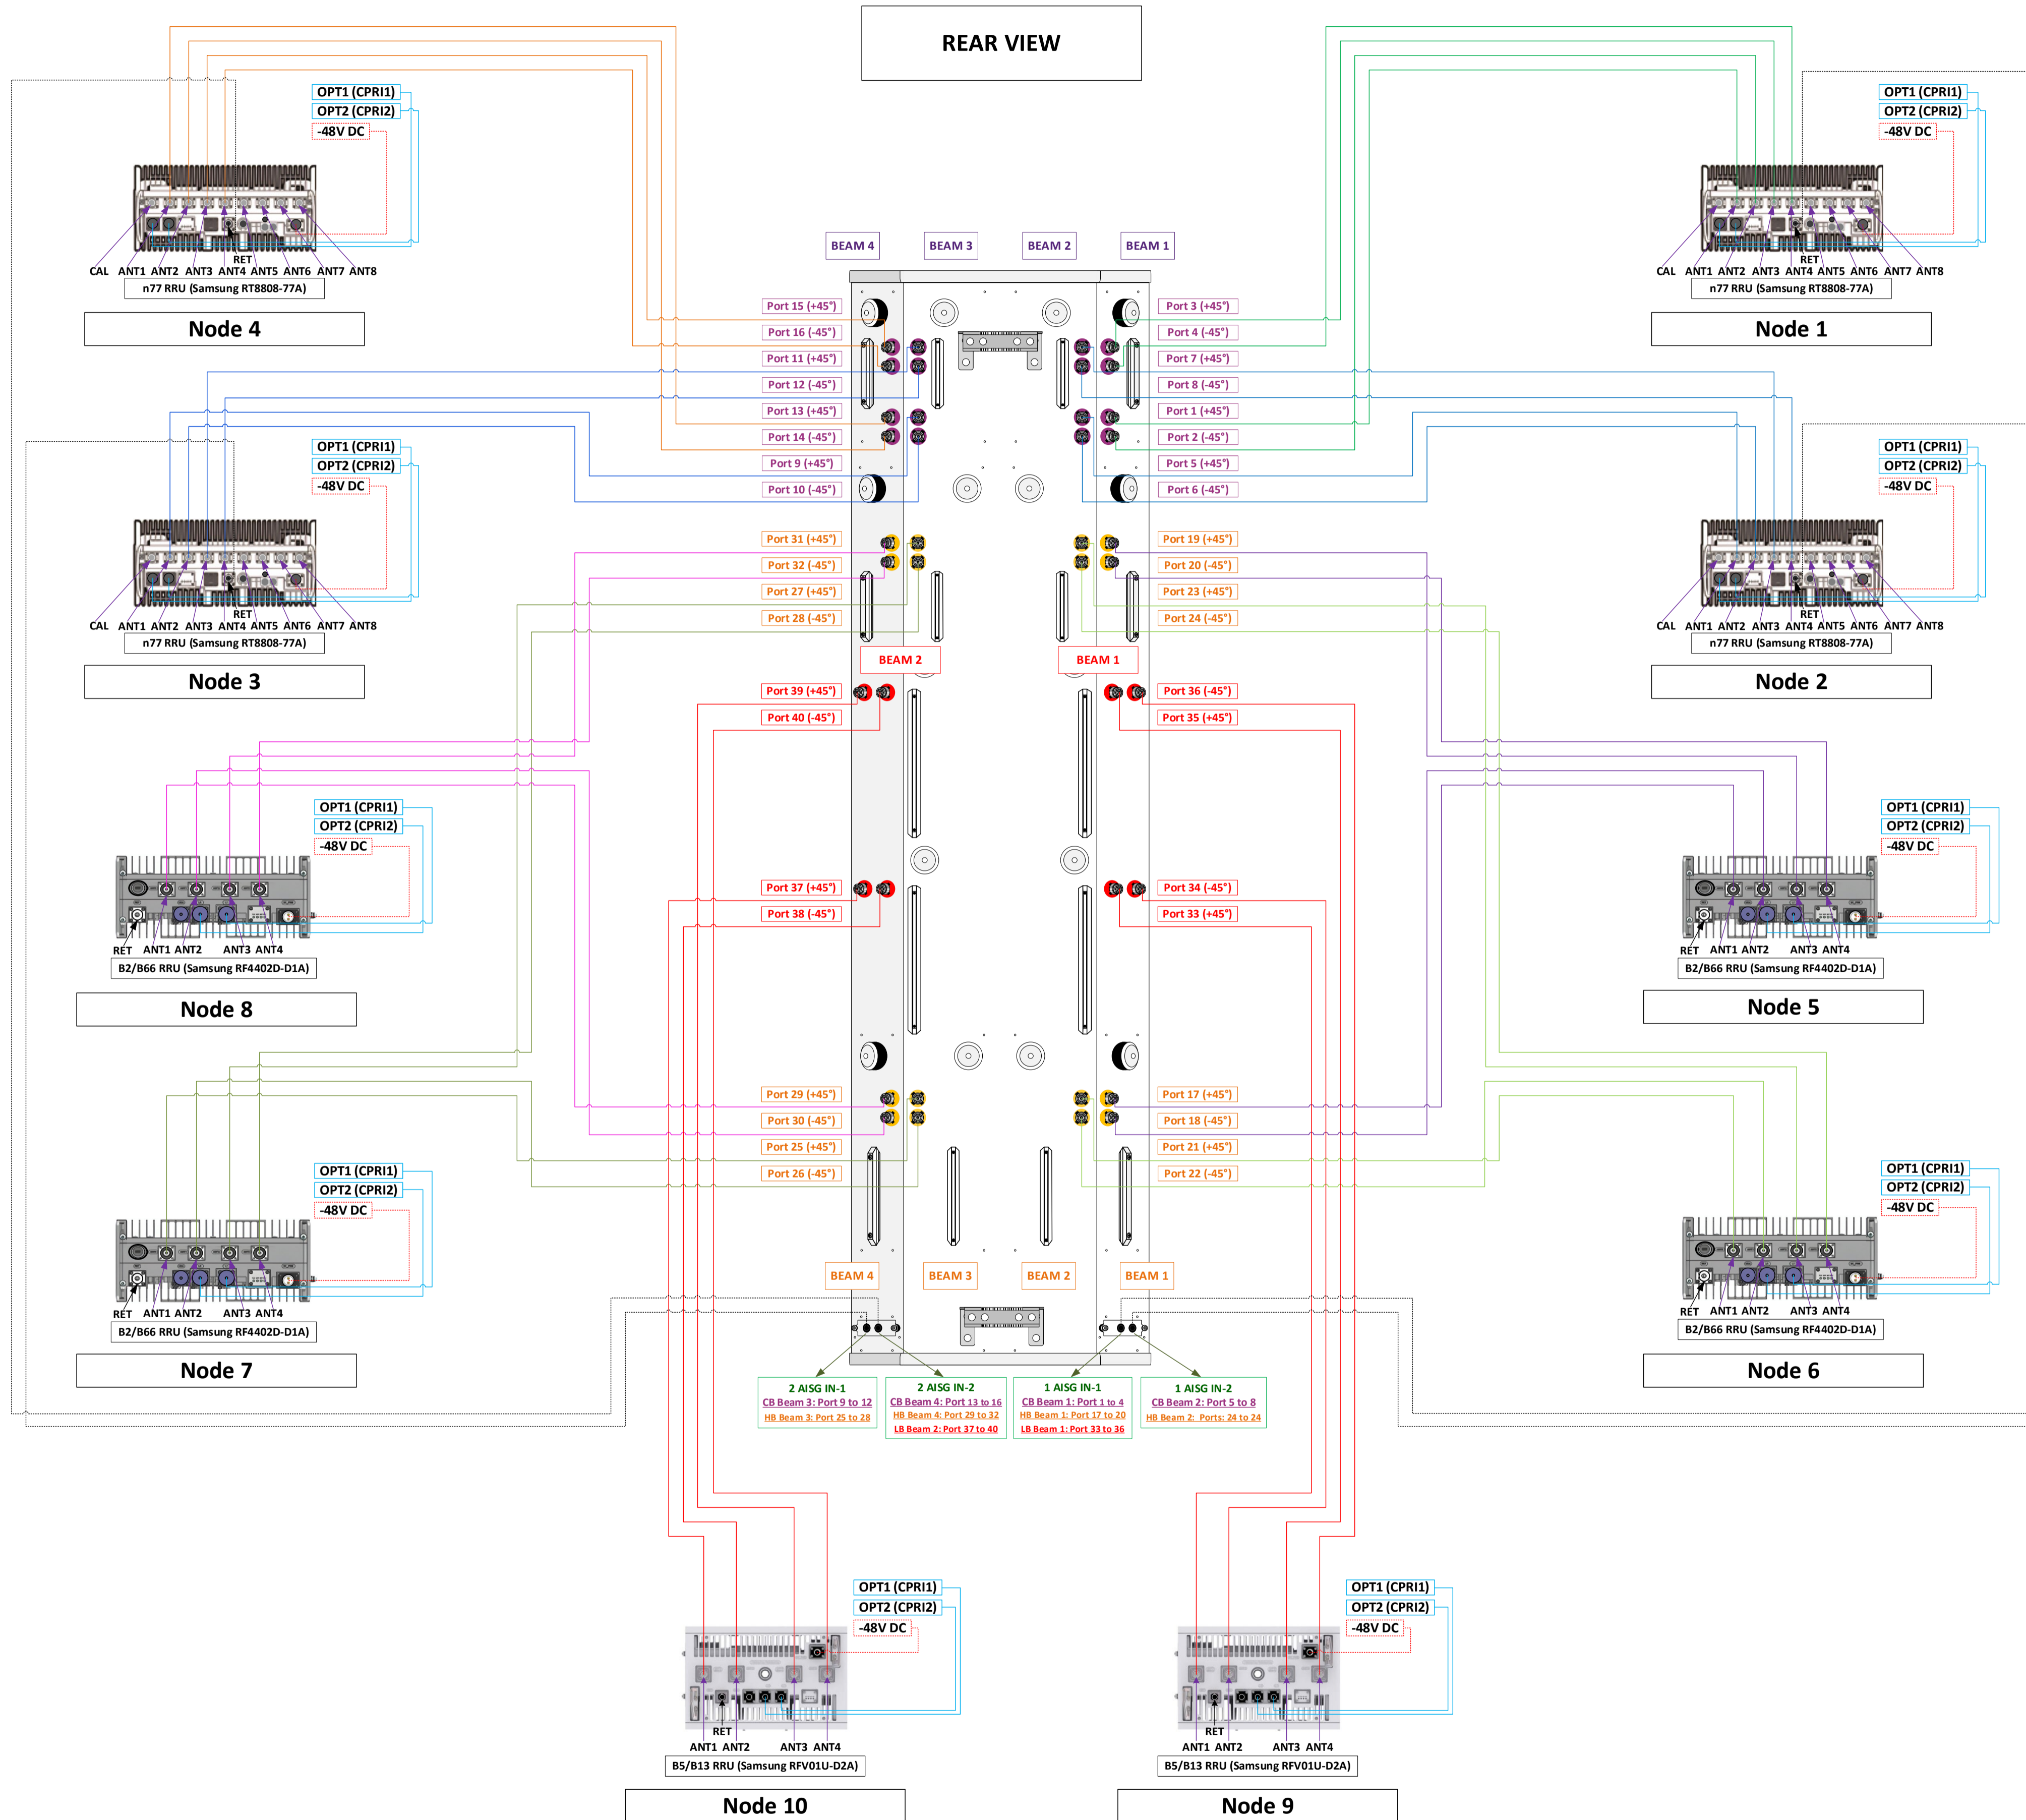 REAR VIEW
OPT1 (CPRI1)
OPT2 (CPRI2)
-48V DC
RET
CAL ANT1 ANT2 ANT3 ANT4 ANT5 ANT6 ANT7 ANT8
n77 RRU (Samsung RT8808-77A)
Node 4
OPT1 (CPRI1)
OPT2 (CPRI2)
-48V DC
RET
CAL ANT1 ANT2 ANT3 ANT4 ANT5 ANT6 ANT7 ANT8
n77 RRU (Samsung RT8808-77A)
Node 1
BEAM 4 BEAM 3 BEAM 2 BEAM 1
Port 15 (+45°)
Port 16 (-45°)
Port 11 (+45°)
Port 12 (-45°)
Port 13 (+45°)
Port 14 (-45°)
Port 9 (+45°)
Port 10 (-45°)
Port 3 (+45°)
Port 4 (-45°)
Port 7 (+45°)
Port 8 (-45°)
Port 1 (+45°)
Port 2 (-45°)
Port 5 (+45°)
Port 6 (-45°)
OPT1 (CPRI1)
OPT2 (CPRI2)
-48V DC
RET
CAL ANT1 ANT2 ANT3 ANT4 ANT5 ANT6 ANT7 ANT8
n77 RRU (Samsung RT8808-77A)
Node 3
OPT1 (CPRI1)
OPT2 (CPRI2)
-48V DC
RET
CAL ANT1 ANT2 ANT3 ANT4 ANT5 ANT6 ANT7 ANT8
n77 RRU (Samsung RT8808-77A)
Node 2
Port 31 (+45°)
Port 32 (-45°)
Port 27 (+45°)
Port 28 (-45°)
Port 19 (+45°)
Port 20 (-45°)
Port 23 (+45°)
Port 24 (-45°)
BEAM 2 BEAM 1
Port 39 (+45°)
Port 40 (-45°)
Port 36 (-45°)
Port 35 (+45°)
OPT1 (CPRI1)
OPT2 (CPRI2)
-48V DC
RET ANT1 ANT2 ANT3 ANT4
B2/B66 RRU (Samsung RF4402D-D1A)
Node 8
Port 37 (+45°)
Port 38 (-45°)
Port 34 (-45°)
Port 33 (+45°)
OPT1 (CPRI1)
OPT2 (CPRI2)
-48V DC
RET ANT1 ANT2 ANT3 ANT4
B2/B66 RRU (Samsung RF4402D-D1A)
Node 5
Port 29 (+45°)
Port 30 (-45°)
Port 25 (+45°)
Port 26 (-45°)
Port 17 (+45°)
Port 18 (-45°)
Port 21 (+45°)
Port 22 (-45°)
OPT1 (CPRI1)
OPT2 (CPRI2)
-48V DC
RET ANT1 ANT2 ANT3 ANT4
B2/B66 RRU (Samsung RF4402D-D1A)
Node 7
OPT1 (CPRI1)
OPT2 (CPRI2)
-48V DC
RET ANT1 ANT2 ANT3 ANT4
B2/B66 RRU (Samsung RF4402D-D1A)
Node 6
BEAM 4 BEAM 3 BEAM 2 BEAM 1
2 AISG IN-1
CB Beam 3: Port 9 to 12
HB Beam 3: Port 25 to 28
2 AISG IN-2
CB Beam 4: Port 13 to 16
HB Beam 4: Port 29 to 32
LB Beam 2: Port 37 to 40
1 AISG IN-1
CB Beam 1: Port 1 to 4
HB Beam 1: Port 17 to 20
LB Beam 1: Port 33 to 36
1 AISG IN-2
CB Beam 2: Port 5 to 8
HB Beam 2: Ports: 24 to 24
OPT1 (CPRI1)
OPT2 (CPRI2)
-48V DC
RET
ANT1 ANT2 ANT3 ANT4
B5/B13 RRU (Samsung RFV01U-D2A)
Node 10
OPT1 (CPRI1)
OPT2 (CPRI2)
-48V DC
RET
ANT1 ANT2 ANT3 ANT4
B5/B13 RRU (Samsung RFV01U-D2A)
Node 9